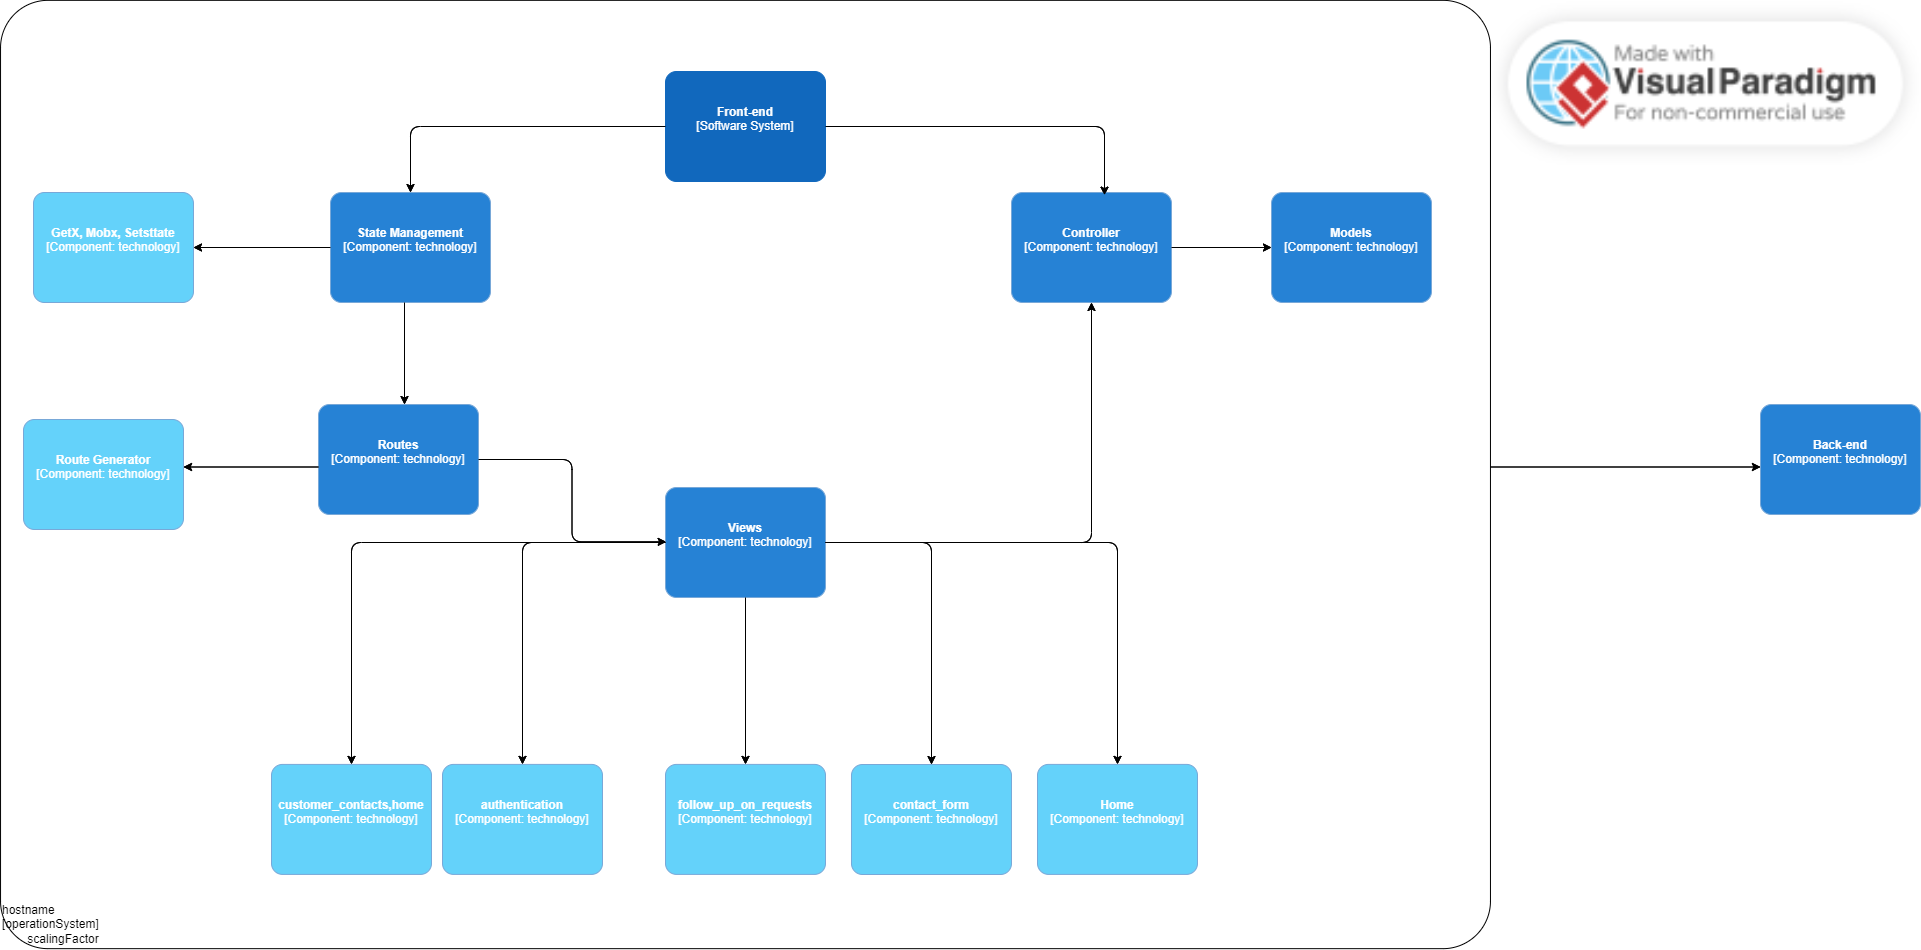 Made with
Visual Paradigm
For non-commercial use
Front-end
[Software System]
GetX, Mobx, Setsttate
[Component: technology]
State Management
[Component: technology]
Controller
[Component: technology]
Models
[Component: technology]
Route Generator
[Component: technology]
Routes
[Component: technology]
Views
[Component: technology]
Back-end
[Component: technology]
customer_contacts,home
[Component: technology]
authentication
[Component: technology]
follow_up_on_requests
[Component: technology]
contact_form
[Component: technology]
Home
[Component: technology]
hostname
[operationSystem]
scalingFactor